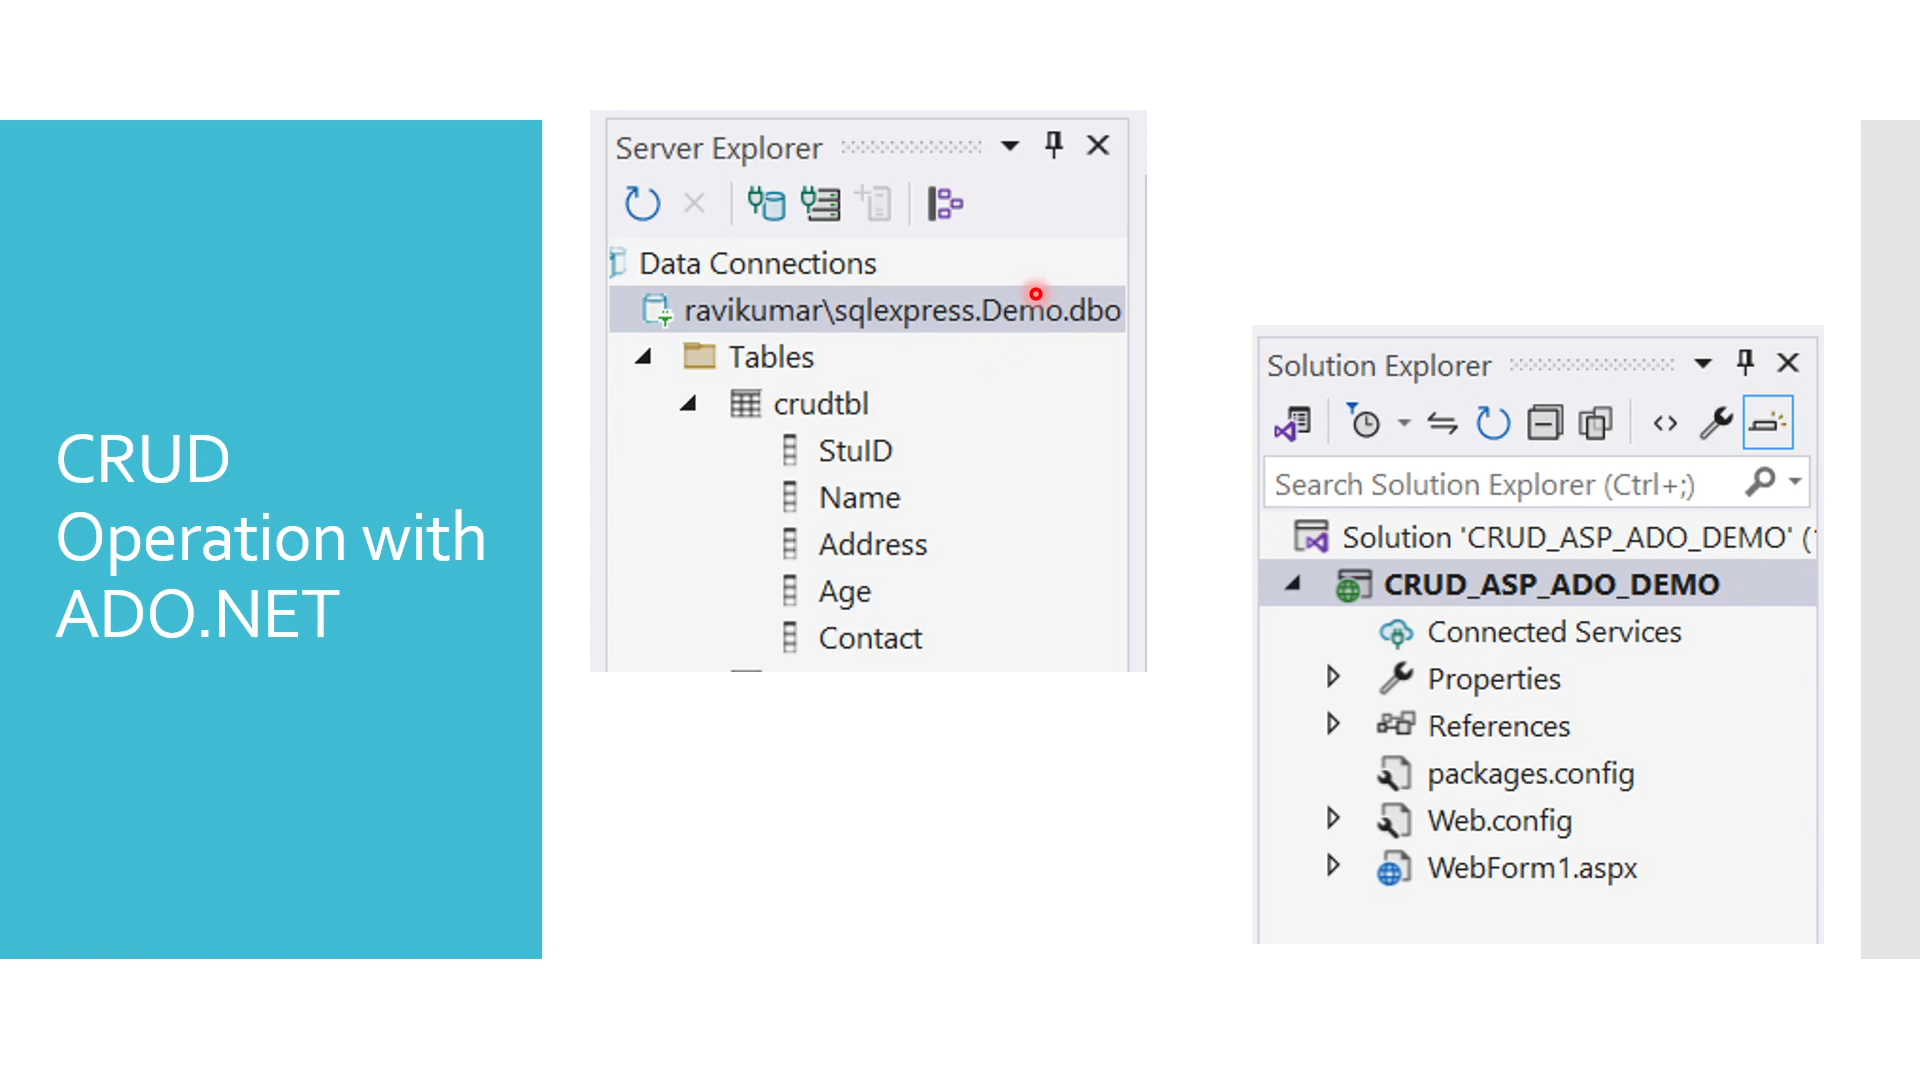 CRUD
Operation with
ADO.NET
Server Explorer
Data Connections
ravikumar\sqlexpress.Demo.dbo
Tables
crudtbl
StuID
Name
Address
Age
Contact
Solution Explorer
Search Solution Explorer (Ctrl+;)
Solution 'CRUD_ASP_ADO_DEMO' (
CRUD_ASP_ADO_DEMO
Connected Services
Properties
References
packages.config
Web.config
WebForm1.aspx